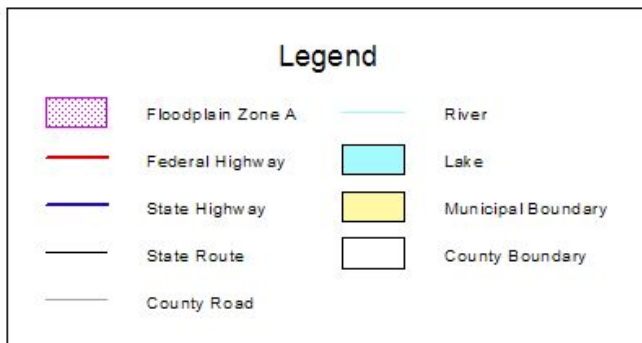 Legend
Floodplain Zone A
Federal Highway
State Highway
State Route
County Road
River
Lake
Municipal Boundary
County Boundary